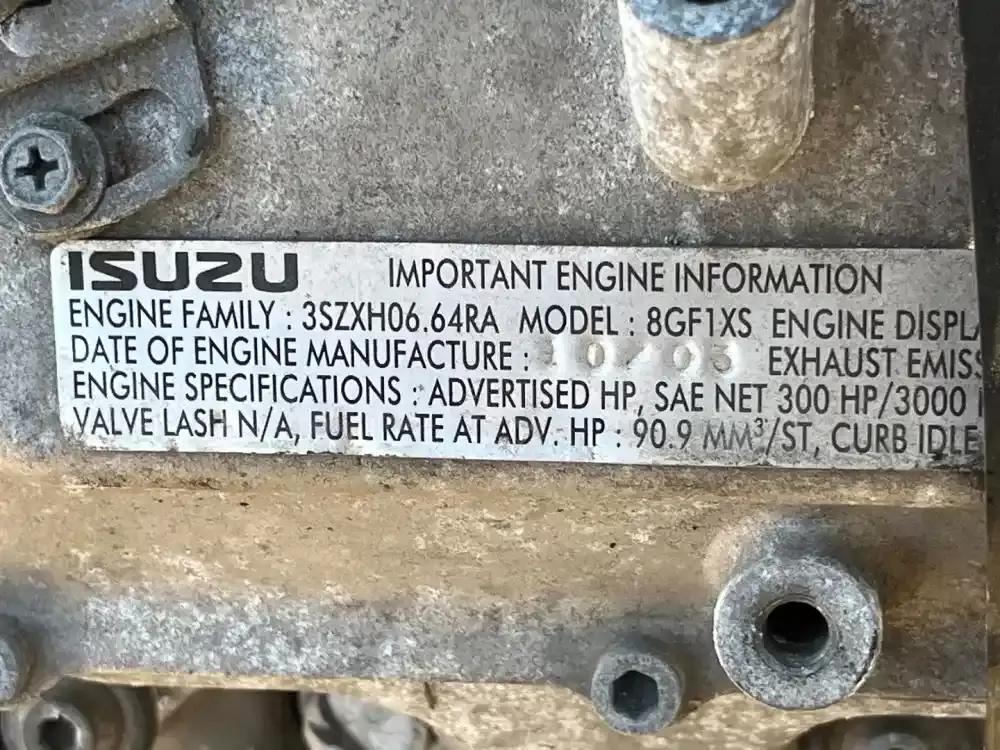 ISUZU IMPORTANT ENGINE INFORMATION
ENGINE FAMILY : 3SZXH06.64RA MODEL : 8GF1XS ENGINE DISPLA
DATE OF ENGINE MANUFACTURE : 10/03 EXHAUST EMISS
ENGINE SPECIFICATIONS : ADVERTISED HP, SAE NET 300 HP/3000
VALVE LASH N/A, FUEL RATE AT ADV. HP : 90.9 MM³/ST, CURB IDLE